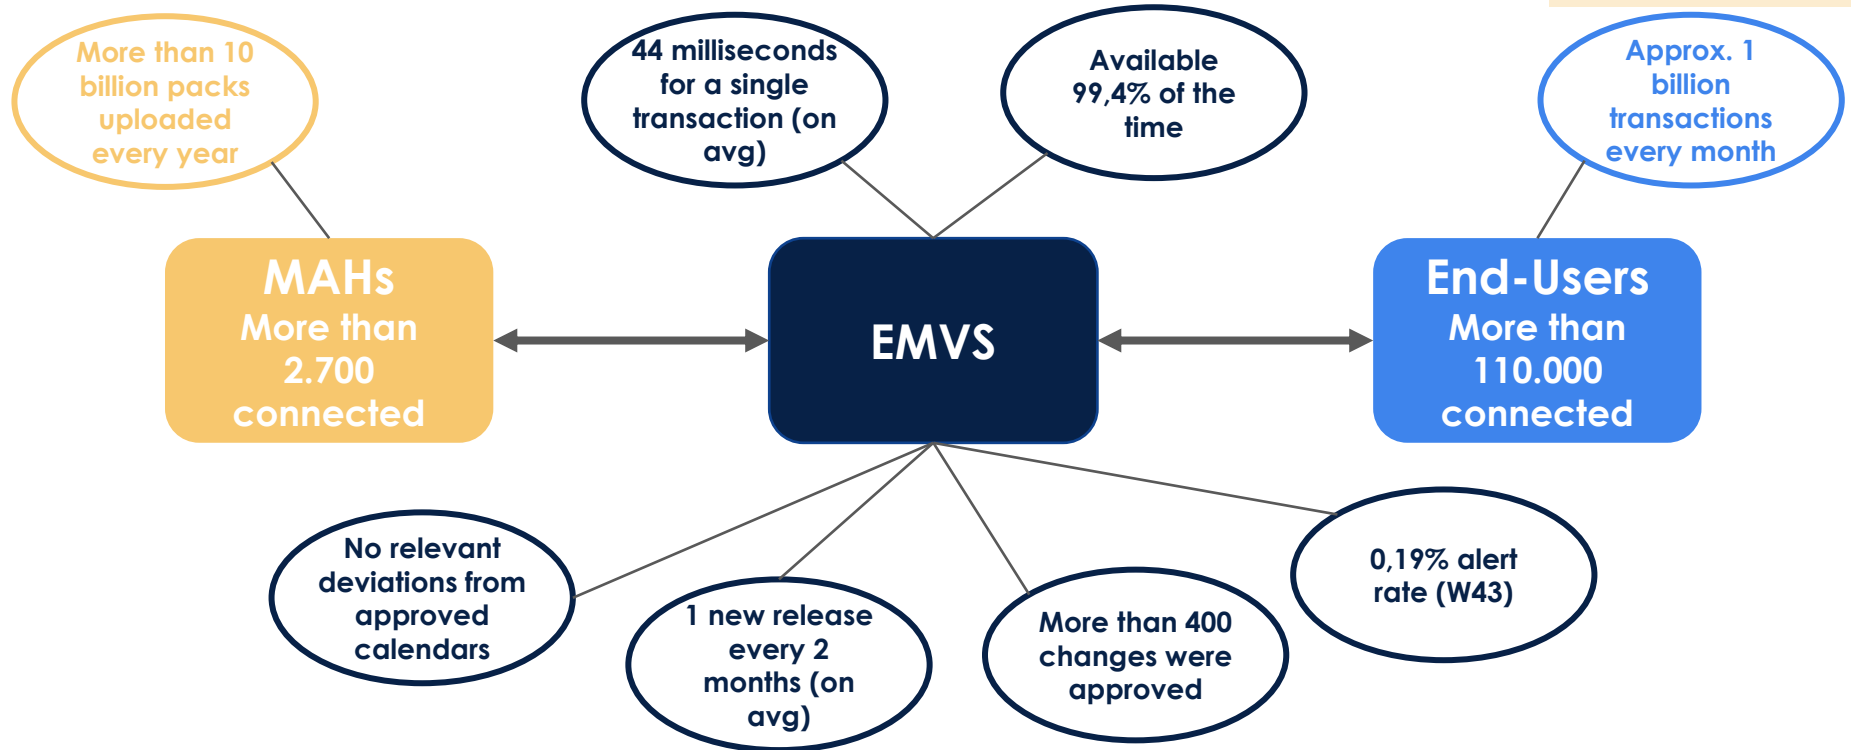 More than 10
billion packs
uploaded
every year
44 milliseconds
for a single
transaction (on
avg)
Available
99,4% of the
time
Approx. 1
billion
transactions
every month
MAHs
More than
2.700
connected
EMVS
End-Users
More than
110.000
connected
No relevant
deviations from
approved
calendars
1 new release
every 2
months (on
avg)
More than 400
changes were
approved
0,19% alert
rate (W43)